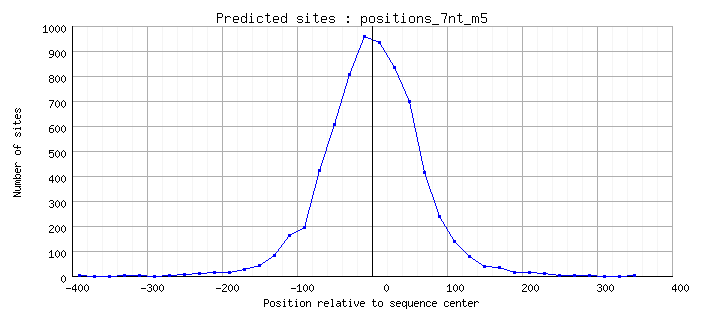 Predicted sites : positions_7nt_m5
1000
900
800
700
600
500
400
300
200
100
0
Number of sites
-400 -300 -200 -100 0 100 200 300 400
Position relative to sequence center